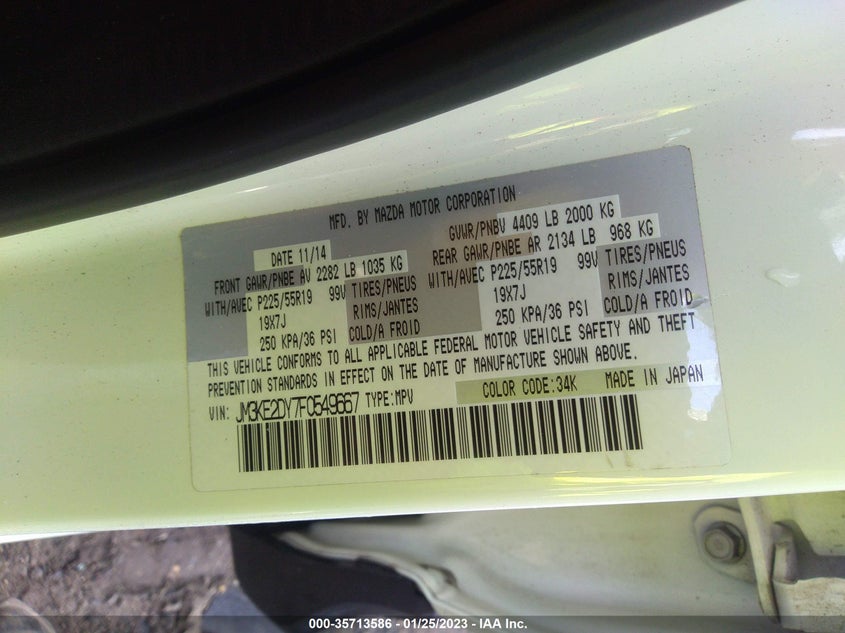 MFD. BY MAZDA MOTOR CORPORATION
DATE 11/14 GVWR/PNBV 4409 LB 2000 KG
FRONT GAWR/PNBE AV 2282 LB 1035 KG REAR GAWR/PNBE AR 2134 LB 968 KG
WITH/AVEC P225/55R19 99V TIRES/PNEUS WITH/AVEC P225/55R19 99V TIRES/PNEUS
19X7J RIMS/JANTES 19X7J RIMS/JANTES
250 KPA/36 PSI COLD/A FROID 250 KPA/36 PSI COLD/A FROID
THIS VEHICLE CONFORMS TO ALL APPLICABLE FEDERAL MOTOR VEHICLE SAFETY AND THEFT
PREVENTION STANDARDS IN EFFECT ON THE DATE OF MANUFACTURE SHOWN ABOVE.
COLOR CODE:34K MADE IN JAPAN
VIN: JM3KE2DY7F0549667 TYPE:MPV
000-35713586 - 01/25/2023 - IAA Inc.